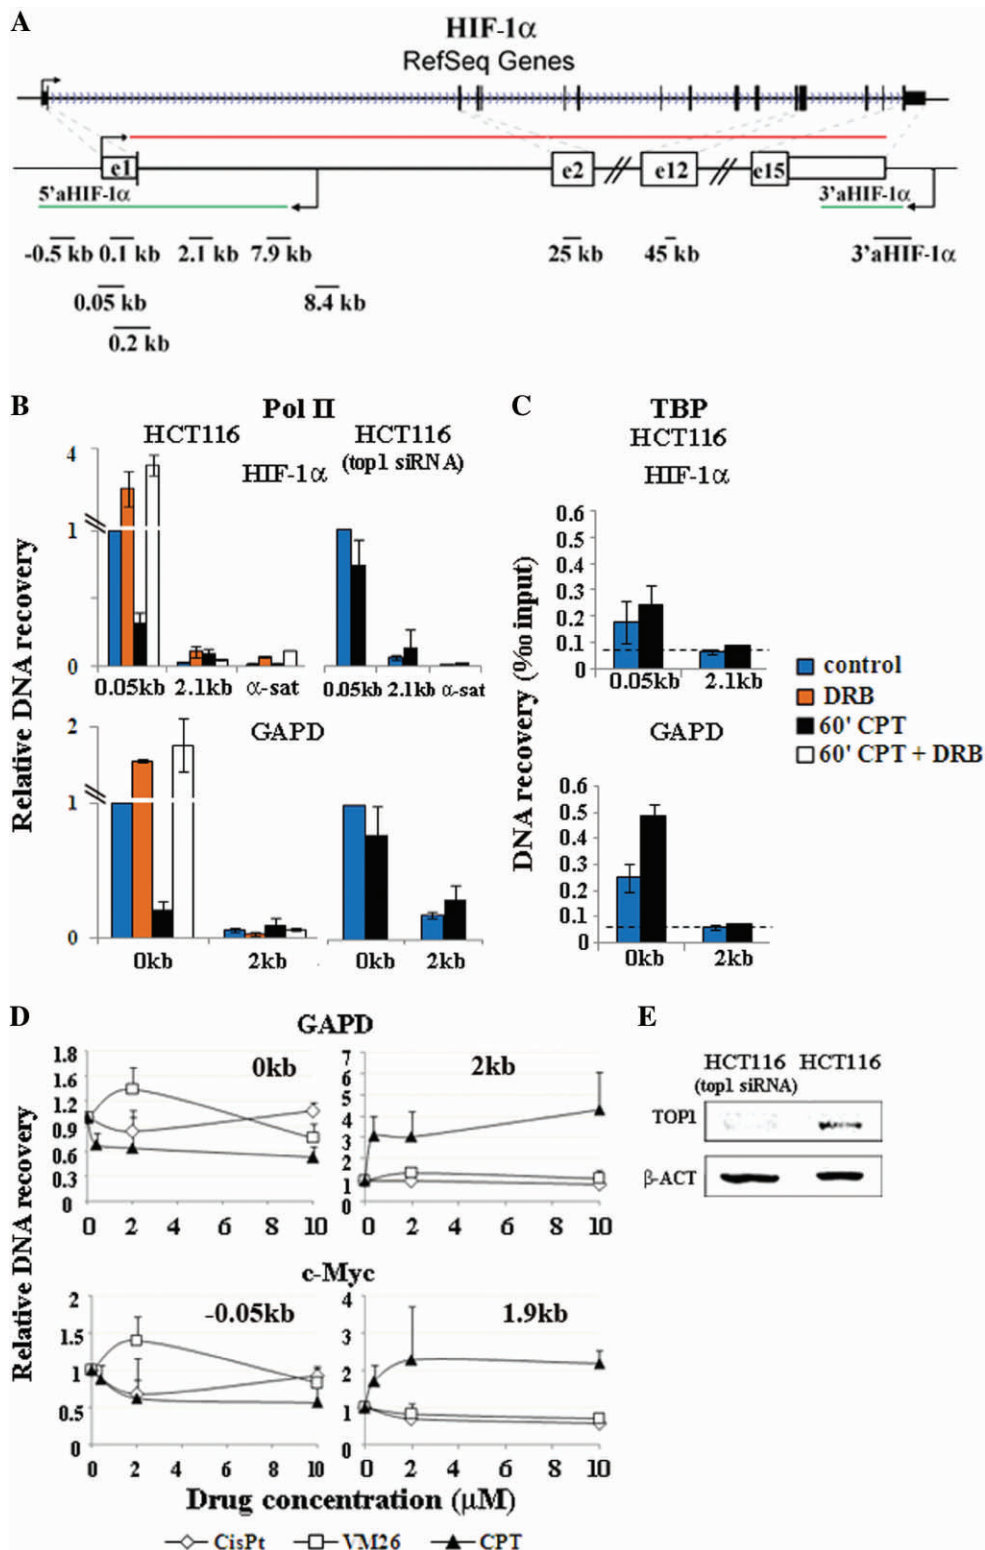 A
HIF-1α
RefSeq Genes
e1
e2
e12
e15
5'aHIF-1α
3'aHIF-1α
-0.5 kb
0.1 kb
2.1 kb
7.9 kb
25 kb
45 kb
3'aHIF-1α
0.05 kb
8.4 kb
0.2 kb
B
Pol II
HCT116
HCT116
(top1 siRNA)
HIF-1α
Relative DNA recovery
4
1
0
0.05kb
2.1kb
α-sat
0.05kb
2.1kb
α-sat
GAPD
2
1
0
0kb
2kb
0kb
2kb
C
TBP
HCT116
HIF-1α
DNA recovery (‰ input)
0.6
0.5
0.4
0.3
0.2
0.1
0
0.05kb
2.1kb
GAPD
0.6
0.5
0.4
0.3
0.2
0.1
0
0kb
2kb
control
DRB
60' CPT
60' CPT + DRB
D
GAPD
Relative DNA recovery
0kb
1.8
1.6
1.2
0.9
0.6
0.3
0
0 2 4 6 8 10
2kb
7
6
5
4
3
2
1
0
0 2 4 6 8 10
c-Myc
-0.05kb
2
1.5
1
0.5
0
0 2 4 6 8 10
1.9kb
4
3
2
1
0
0 2 4 6 8 10
Drug concentration (μM)
CisPt
VM26
CPT
E
HCT116
(top1 siRNA)
HCT116
TOP1
β-ACT